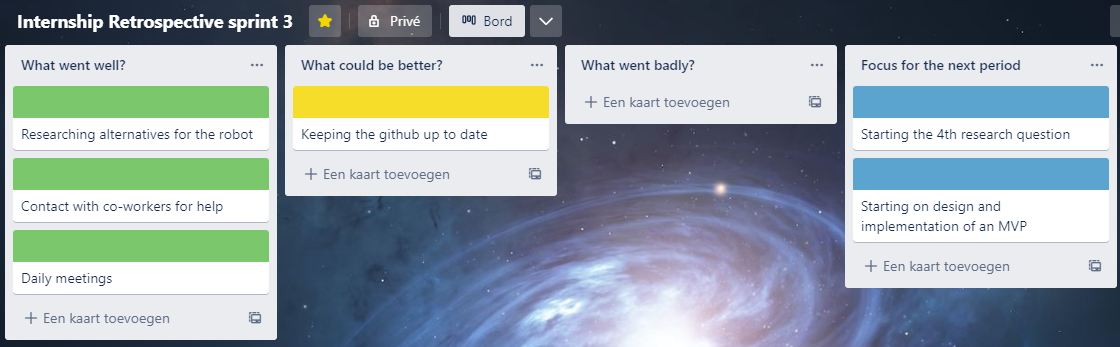 Internship Retrospective sprint 3
Privé
Bord
What went well?
Researching alternatives for the robot
Contact with co-workers for help
Daily meetings
Een kaart toevoegen
What could be better?
Keeping the github up to date
Een kaart toevoegen
What went badly?
Een kaart toevoegen
Focus for the next period
Starting the 4th research question
Starting on design and
implementation of an MVP
Een kaart toevoegen